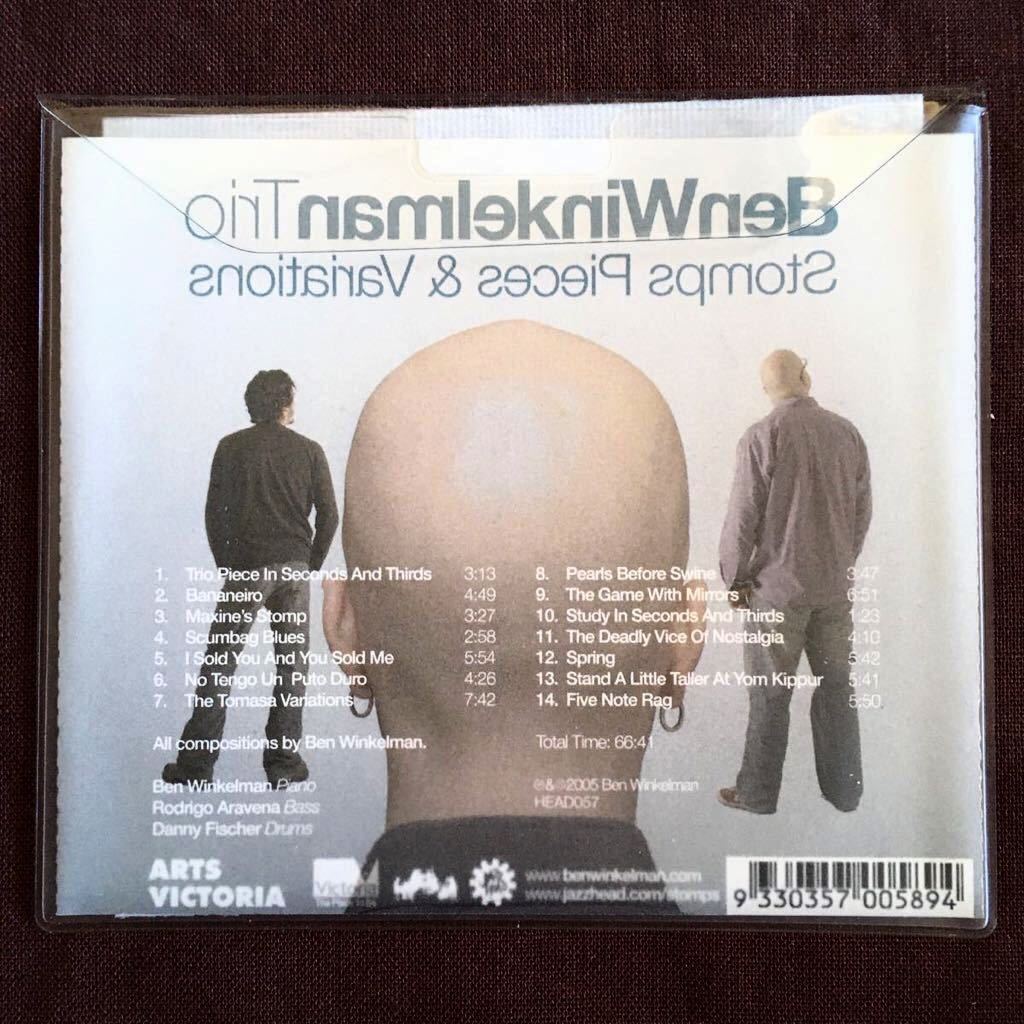 BenWinkelmanTrio
Stomps Pieces & Variations
1. Trio Piece In Seconds And Thirds 3:13
2. Bananeiro 4:49
3. Maxine's Stomp 3:27
4. Scumbag Blues 2:58
5. I Sold You And You Sold Me 5:54
6. No Tengo Un Puto Duro 4:26
7. The Tomasa Variations 7:42
8. Pearls Before Swine 3:47
9. The Game With Mirrors 6:51
10. Study In Seconds And Thirds 1:23
11. The Deadly Vice Of Nostalgia 4:10
12. Spring 5:42
13. Stand A Little Taller At Yom Kippur 5:41
14. Five Note Rag 5:50
All compositions by Ben Winkelman.
Total Time: 66:41
Ben Winkelman Piano
Rodrigo Aravena Bass
Danny Fischer Drums
℗&©2005 Ben Winkelman
HEAD057
ARTS
VICTORIA
Victoria
The Place To Be
www.benwinkelman.com
www.jazzhead.com/stomps
9 330357 005894